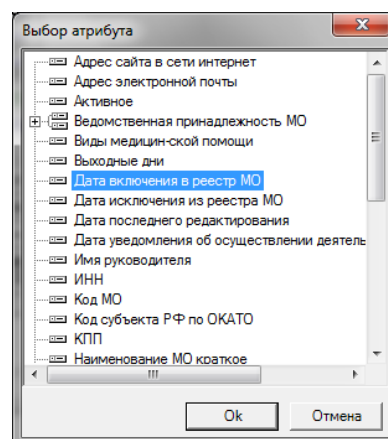 Выбор атрибута
Адрес сайта в сети интернет
Адрес электронной почты
Активное
Ведомственная принадлежность МО
Виды медицин-ской помощи
Выходные дни
Дата включения в реестр МО
Дата исключения из реестра МО
Дата последнего редактирования
Дата уведомления об осуществлении деятель
Имя руководителя
ИНН
Код МО
Код субъекта РФ по ОКАТО
КПП
Наименование МО краткое
Ok Отмена